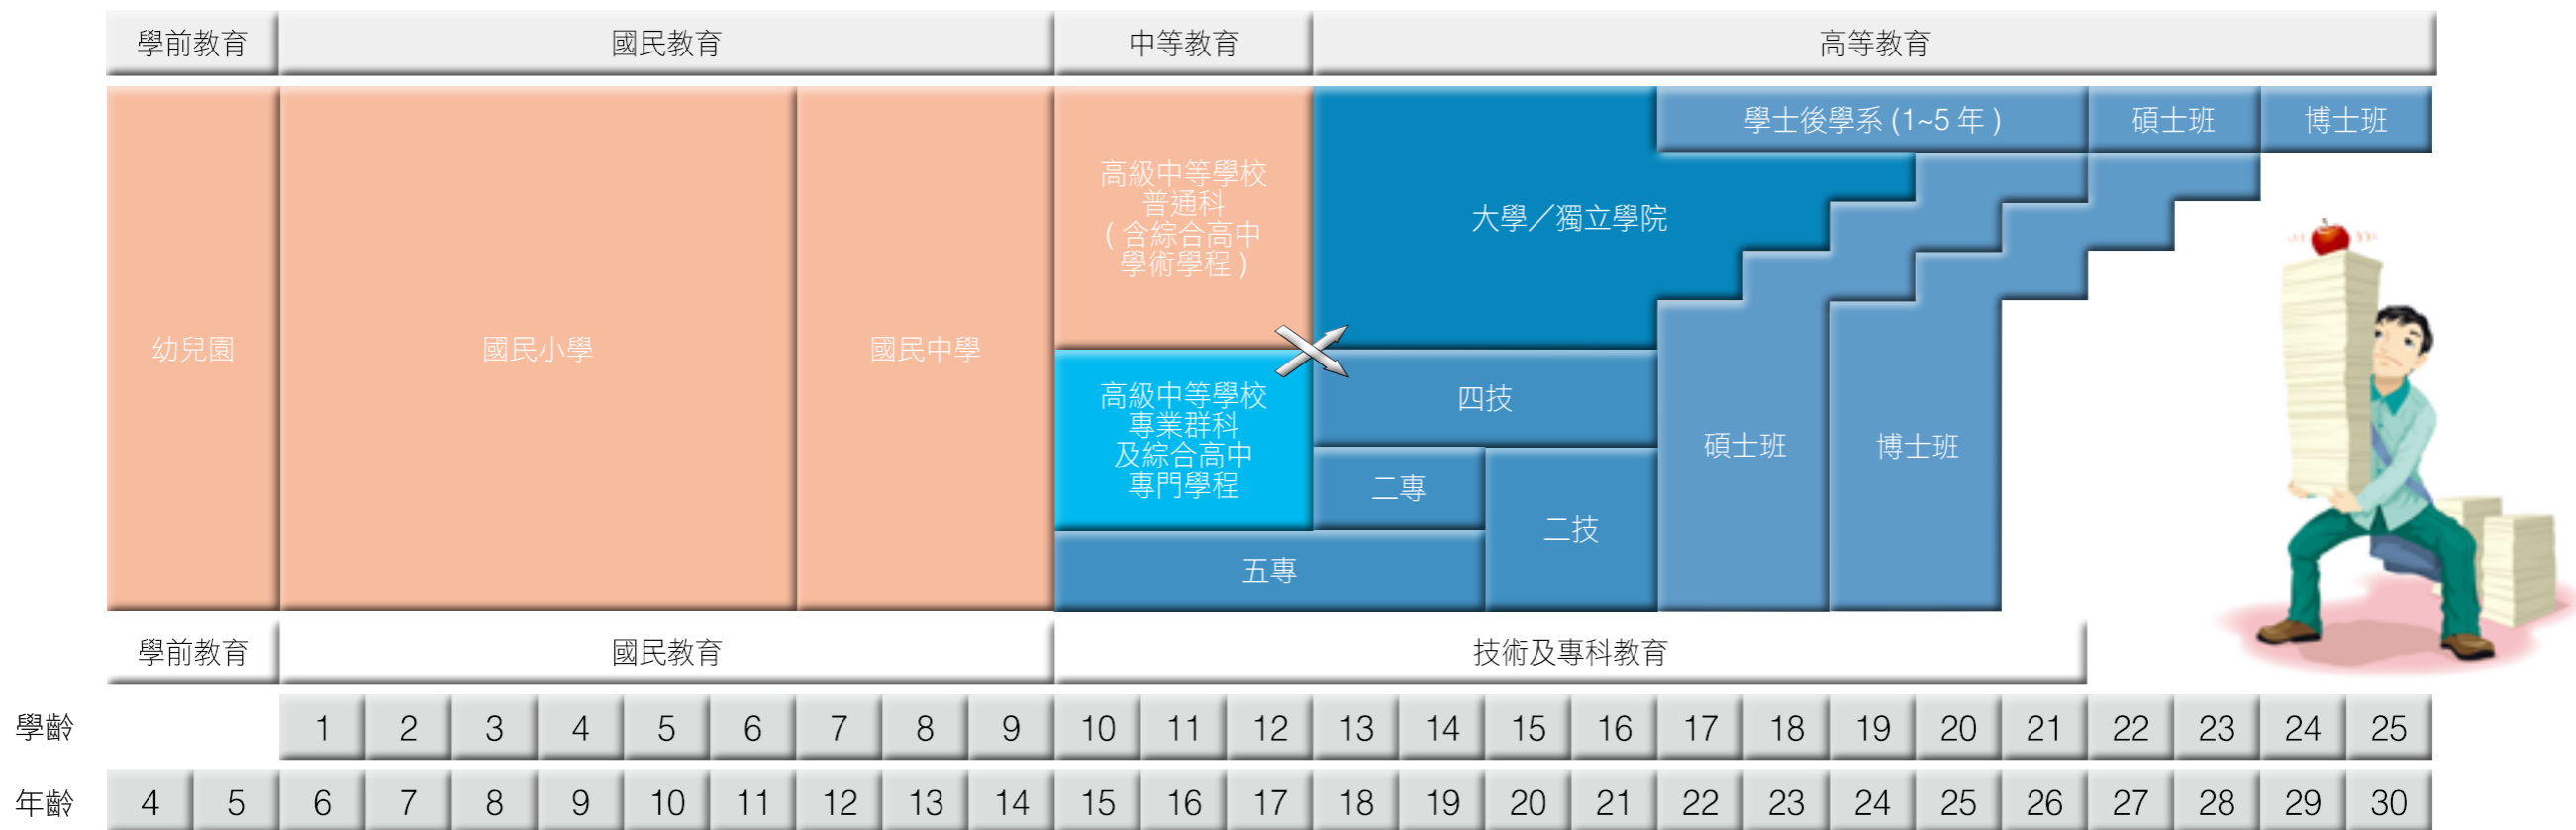 學前教育
國民教育
中等教育
高等教育
幼兒園
國民小學
國民中學
高級中等學校
普通科
( 含綜合高中
學術學程 )
高級中等學校
專業群科
及綜合高中
專門學程
五專
大學／獨立學院
四技
二專
二技
學士後學系 (1~5 年 )
碩士班
博士班
碩士班
博士班
學前教育
國民教育
技術及專科教育
學齡 1 2 3 4 5 6 7 8 9 10 11 12 13 14 15 16 17 18 19 20 21 22 23 24 25
年齡 4 5 6 7 8 9 10 11 12 13 14 15 16 17 18 19 20 21 22 23 24 25 26 27 28 29 30